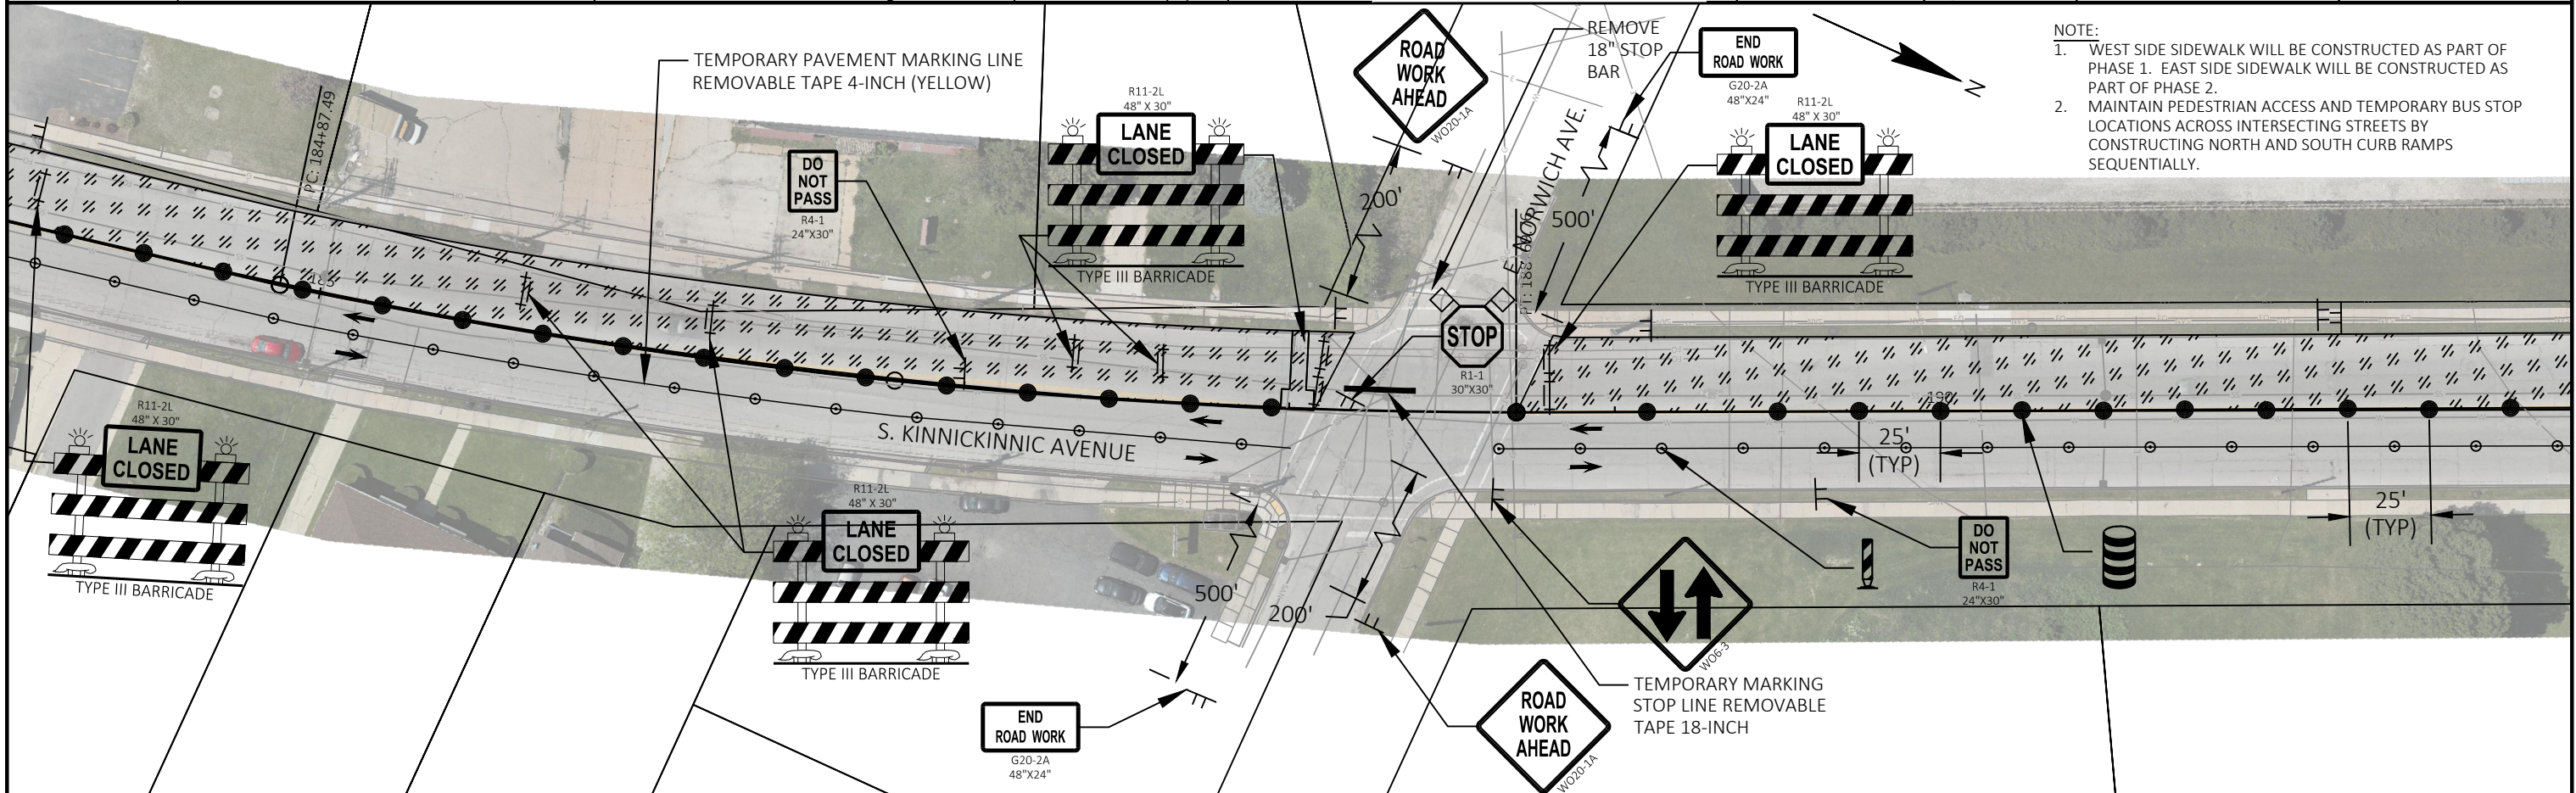 NOTE:
1. WEST SIDE SIDEWALK WILL BE CONSTRUCTED AS PART OF
PHASE 1. EAST SIDE SIDEWALK WILL BE CONSTRUCTED AS
PART OF PHASE 2.
2. MAINTAIN PEDESTRIAN ACCESS AND TEMPORARY BUS STOP
LOCATIONS ACROSS INTERSECTING STREETS BY
CONSTRUCTING NORTH AND SOUTH CURB RAMPS
SEQUENTIALLY.
N
TEMPORARY PAVEMENT MARKING LINE
REMOVABLE TAPE 4-INCH (YELLOW)
PC: 184+87.49
185
DO
NOT
PASS
R4-1
24"X30"
R11-2L
48" X 30"
LANE
CLOSED
TYPE III BARRICADE
ROAD
WORK
AHEAD
WO20-1A
200'
REMOVE
18" STOP
BAR
END
ROAD WORK
G20-2A
48"X24"
E. NORWICH AVE.
500'
R11-2L
48" X 30"
LANE
CLOSED
TYPE III BARRICADE
STOP
R1-1
30"X30"
190
S. KINNICKINNIC AVENUE
25'
(TYP)
25'
(TYP)
R11-2L
48" X 30"
LANE
CLOSED
TYPE III BARRICADE
R11-2L
48" X 30"
LANE
CLOSED
TYPE III BARRICADE
500'
200'
END
ROAD WORK
G20-2A
48"X24"
DO
NOT
PASS
R4-1
24"X30"
WO6-3
ROAD
WORK
AHEAD
WO20-1A
TEMPORARY MARKING
STOP LINE REMOVABLE
TAPE 18-INCH